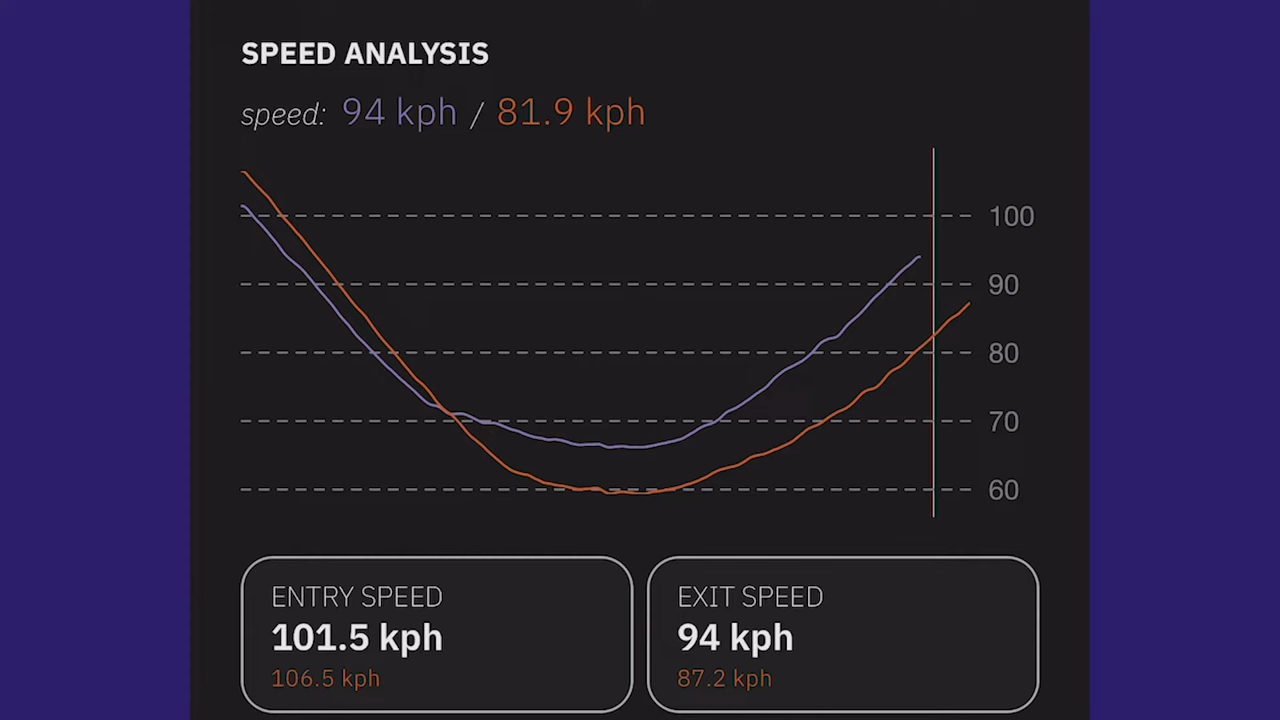 SPEED ANALYSIS
speed: 94 kph / 81.9 kph
100
90
80
70
60
ENTRY SPEED
101.5 kph
106.5 kph
EXIT SPEED
94 kph
87.2 kph